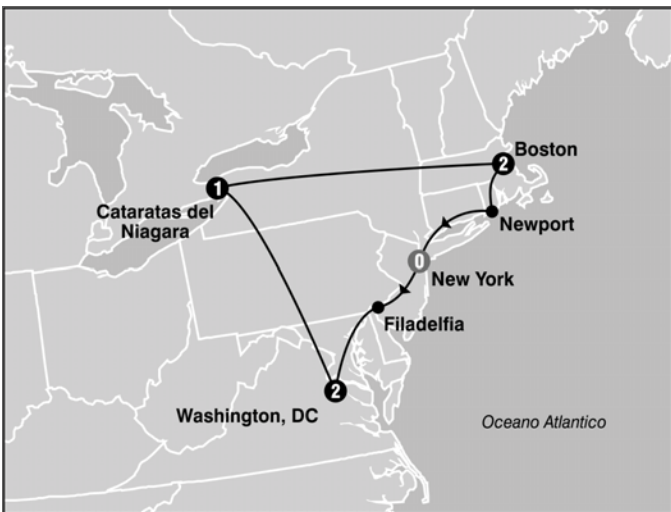 2
Boston
1
Cataratas del
Niagara
Newport
0
New York
Filadelfia
2
Washington, DC
Oceano Atlantico